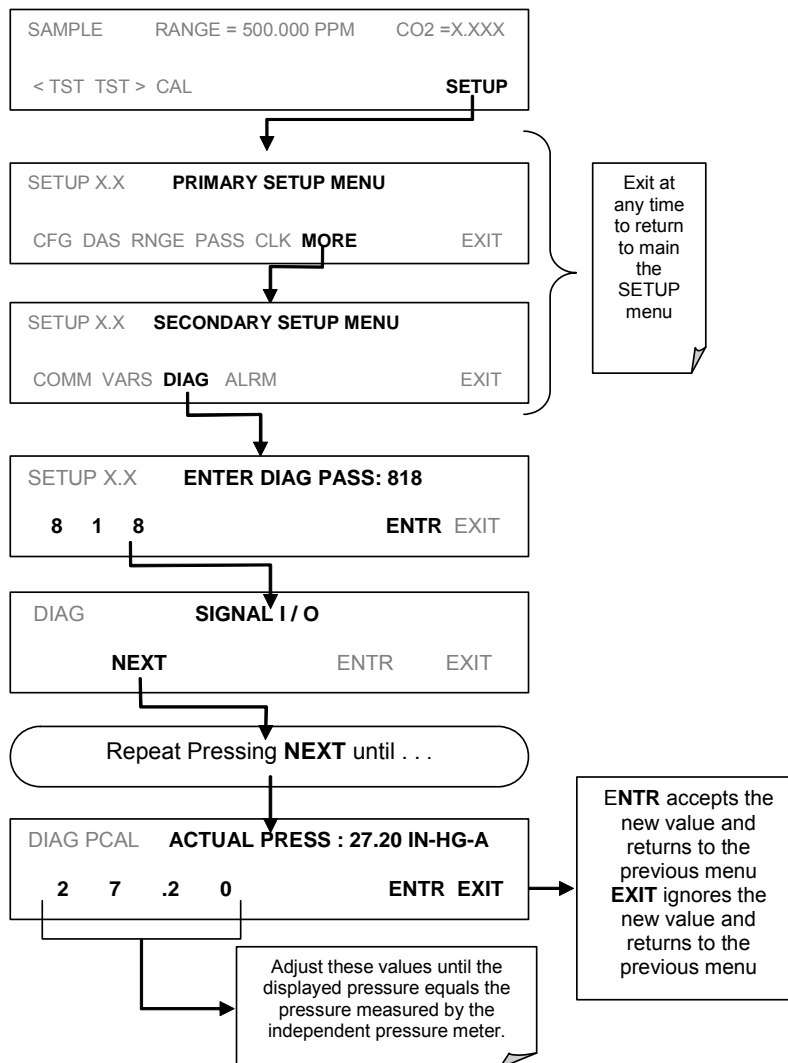 SAMPLE RANGE = 500.000 PPM CO2 =X.XXX
< TST TST > CAL SETUP
SETUP X.X PRIMARY SETUP MENU
CFG DAS RNGE PASS CLK MORE EXIT
Exit at
any time
to return
to main
the
SETUP
menu
SETUP X.X SECONDARY SETUP MENU
COMM VARS DIAG ALRM EXIT
SETUP X.X ENTER DIAG PASS: 818
8 1 8 ENTR EXIT
DIAG SIGNAL I / O
NEXT ENTR EXIT
Repeat Pressing NEXT until . . .
DIAG PCAL ACTUAL PRESS : 27.20 IN-HG-A
2 7 .2 0 ENTR EXIT
ENTR accepts the
new value and
returns to the
previous menu
EXIT ignores the
new value and
returns to the
previous menu
Adjust these values until the
displayed pressure equals the
pressure measured by the
independent pressure meter.